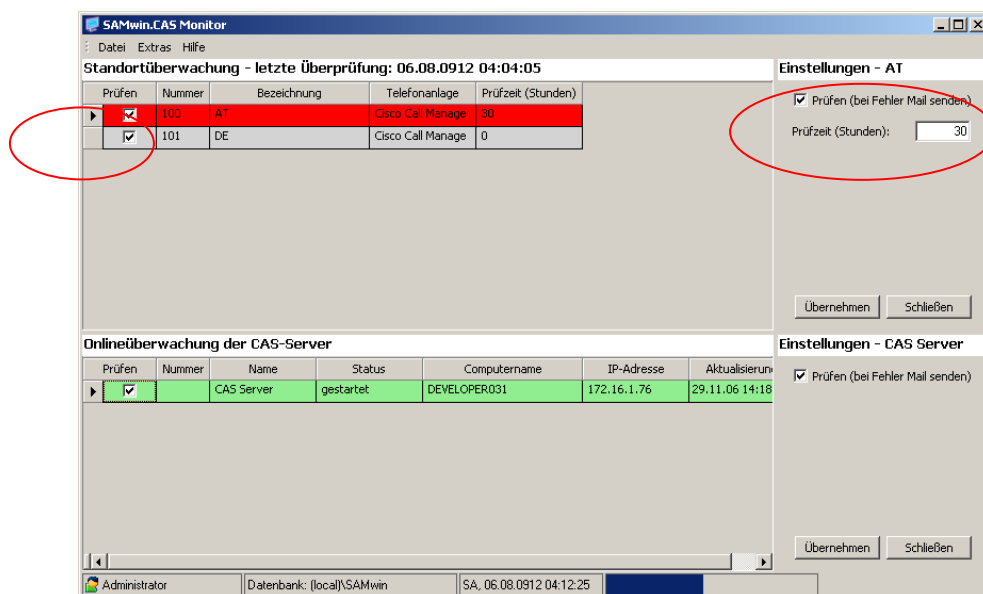 SAMwin.CAS Monitor
Datei Extras Hilfe
Standortüberwachung - letzte Überprüfung: 06.08.0912 04:04:05
Einstellungen - AT
Prüfen Nummer Bezeichnung Telefonanlage Prüfzeit (Stunden)
100 AT Cisco Call Manage 30
101 DE Cisco Call Manage 0
Prüfen (bei Fehler Mail senden)
Prüfzeit (Stunden): 30
Übernehmen Schließen
Onlineüberwachung der CAS-Server
Einstellungen - CAS Server
Prüfen Nummer Name Status Computername IP-Adresse Aktualisierun
CAS Server gestartet DEVELOPER031 172.16.1.76 29.11.06 14:18
Prüfen (bei Fehler Mail senden)
Übernehmen Schließen
Administrator Datenbank: (local)\SAMwin SA, 06.08.0912 04:12:25